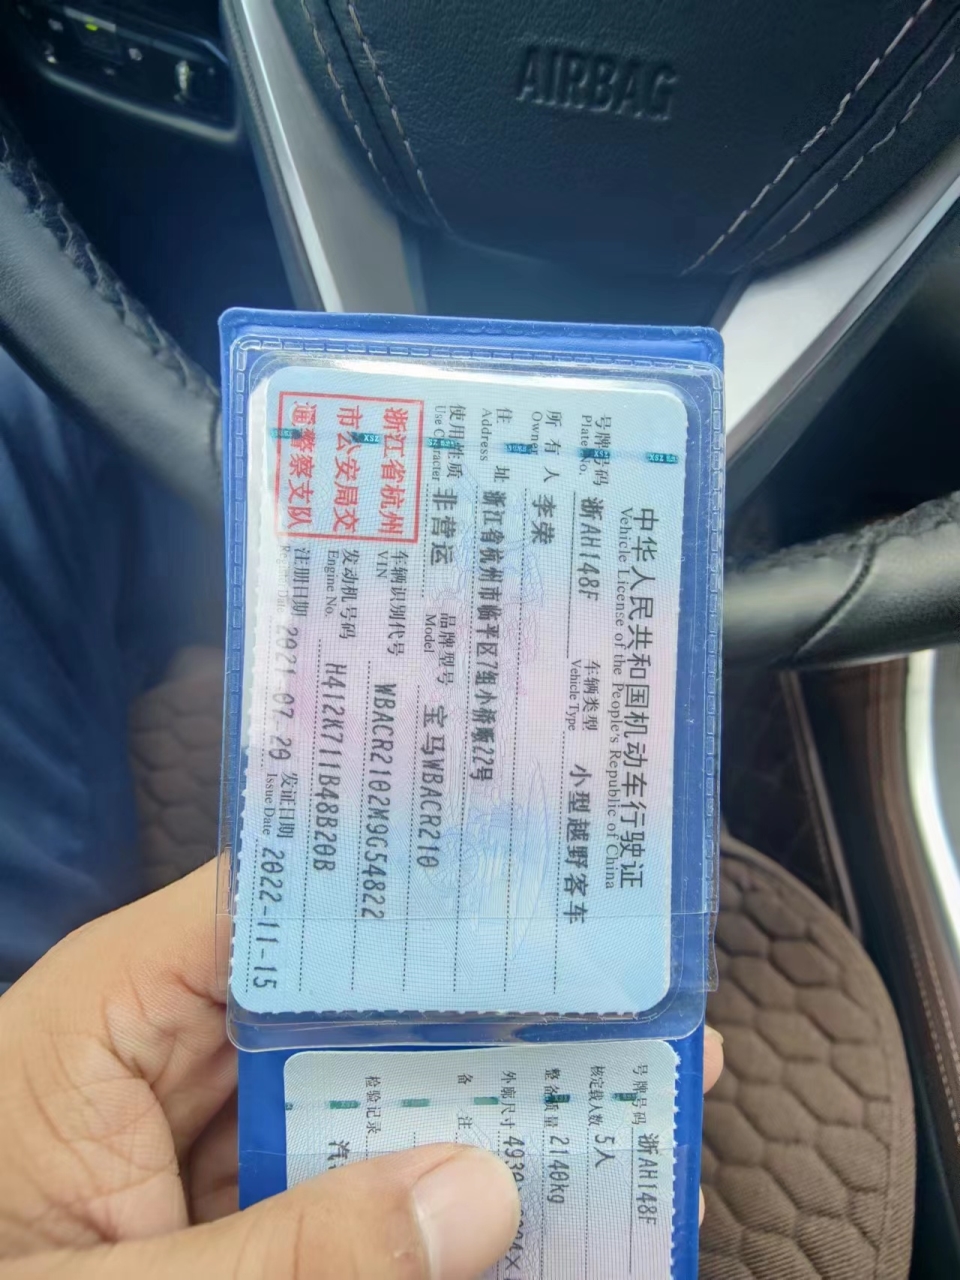 AIRBAG
中华人民共和国机动车行驶证
Vehicle License of the People's Republic of China
号牌号码 浙AH148F 车辆类型 小型越野客车
Plate No. Vehicle Type
所有人 李荣
Owner
住址 浙江省杭州市临平区7组小桥畈22号
Address
使用性质 非营运 品牌型号 宝马WBACR210
Use Character Model
浙江省杭州
市公安局交
通警察支队
车辆识别代号 WBACR2102M9G54822
VIN
发动机号码 H412K711B48B20B
Engine No.
注册日期 2021-07-20 发证日期 2022-11-15
Issue Date
号牌号码 浙AH148F
核定载人数 5人
整备质量 2140kg
外廓尺寸 4930
备注
检验记录